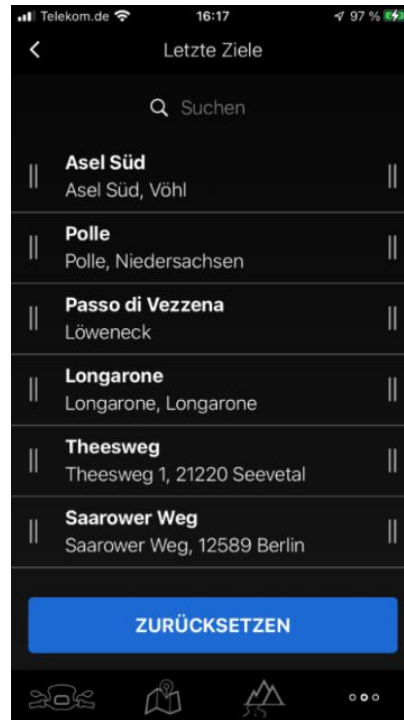 Telekom.de 16:17 97 %
Letzte Ziele
Suchen
Asel Süd
Asel Süd, Vöhl
Polle
Polle, Niedersachsen
Passo di Vezzena
Löweneck
Longarone
Longarone, Longarone
Theesweg
Theesweg 1, 21220 Seevetal
Saarower Weg
Saarower Weg, 12589 Berlin
ZURÜCKSETZEN